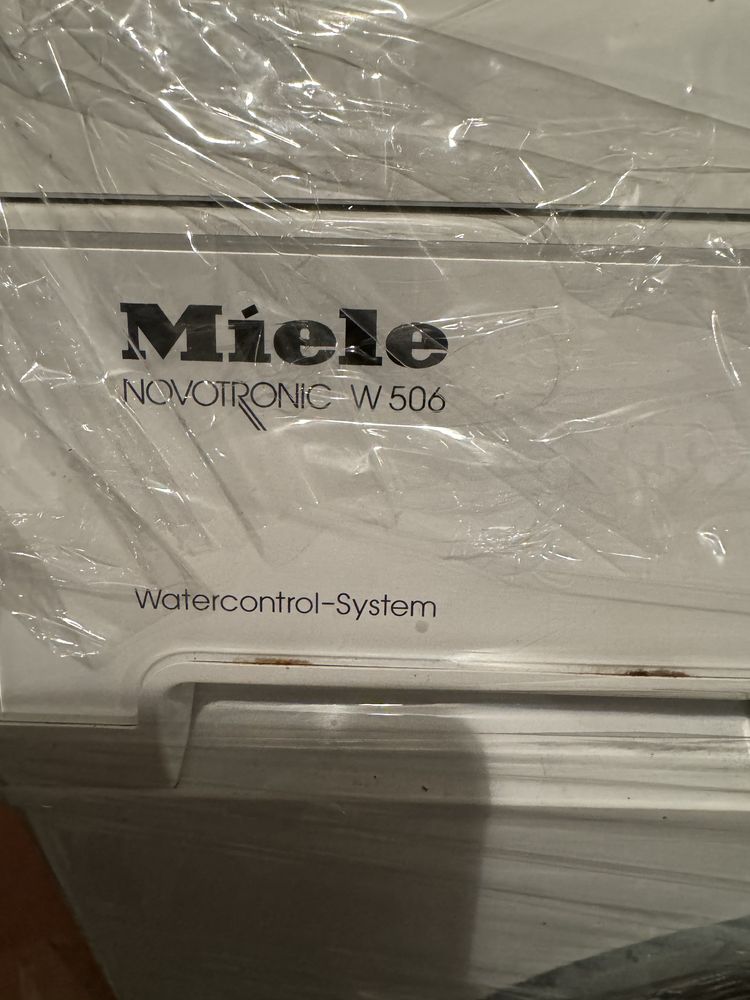 Miele
NOVOTRONIC W 506
Watercontrol-System